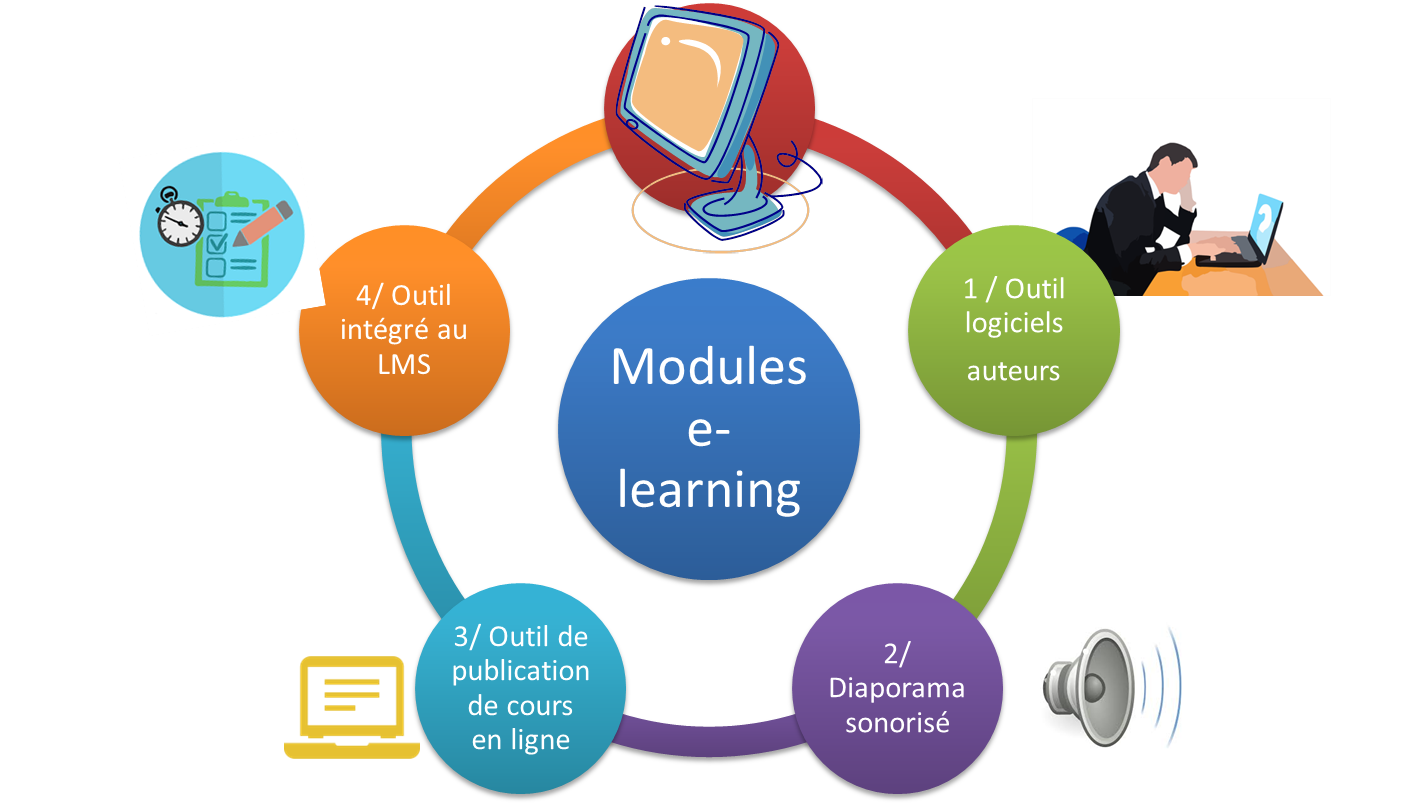 Modules
e-
learning
1 / Outil
logiciels
auteurs
2/
Diaporama
sonorisé
3/ Outil de
publication
de cours
en ligne
4/ Outil
intégré au
LMS
?